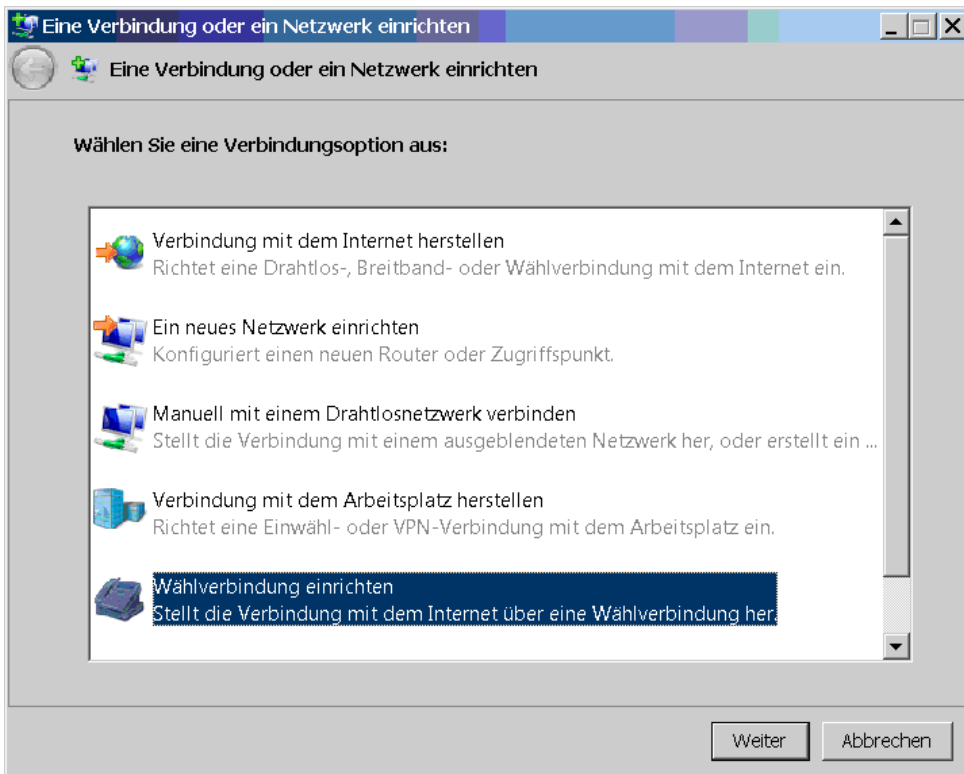 Eine Verbindung oder ein Netzwerk einrichten
Eine Verbindung oder ein Netzwerk einrichten
Wählen Sie eine Verbindungsoption aus:
Verbindung mit dem Internet herstellen
Richtet eine Drahtlos-, Breitband- oder Wählverbindung mit dem Internet ein.
Ein neues Netzwerk einrichten
Konfiguriert einen neuen Router oder Zugriffspunkt.
Manuell mit einem Drahtlosnetzwerk verbinden
Stellt die Verbindung mit einem ausgeblendeten Netzwerk her, oder erstellt ein ...
Verbindung mit dem Arbeitsplatz herstellen
Richtet eine Einwähl- oder VPN-Verbindung mit dem Arbeitsplatz ein.
Wählverbindung einrichten
Stellt die Verbindung mit dem Internet über eine Wählverbindung her.
Weiter Abbrechen